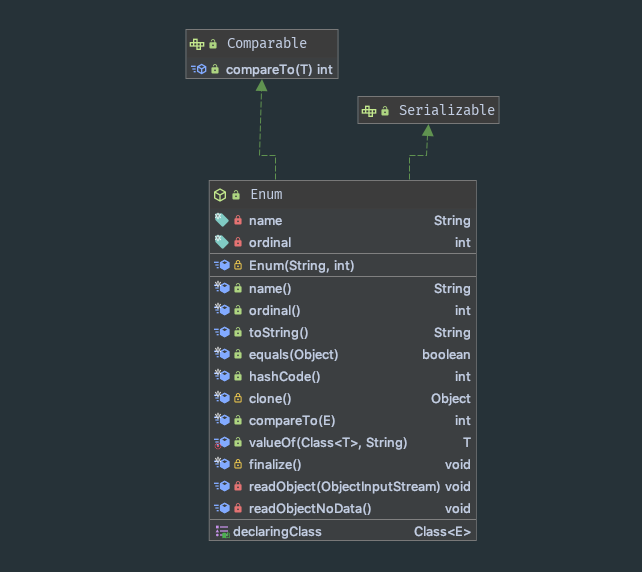 Comparable
compareTo(T) int
Serializable
Enum
name String
ordinal int
Enum(String, int)
name() String
ordinal() int
toString() String
equals(Object) boolean
hashCode() int
clone() Object
compareTo(E) int
valueOf(Class<T>, String) T
finalize() void
readObject(ObjectInputStream) void
readObjectNoData() void
declaringClass Class<E>